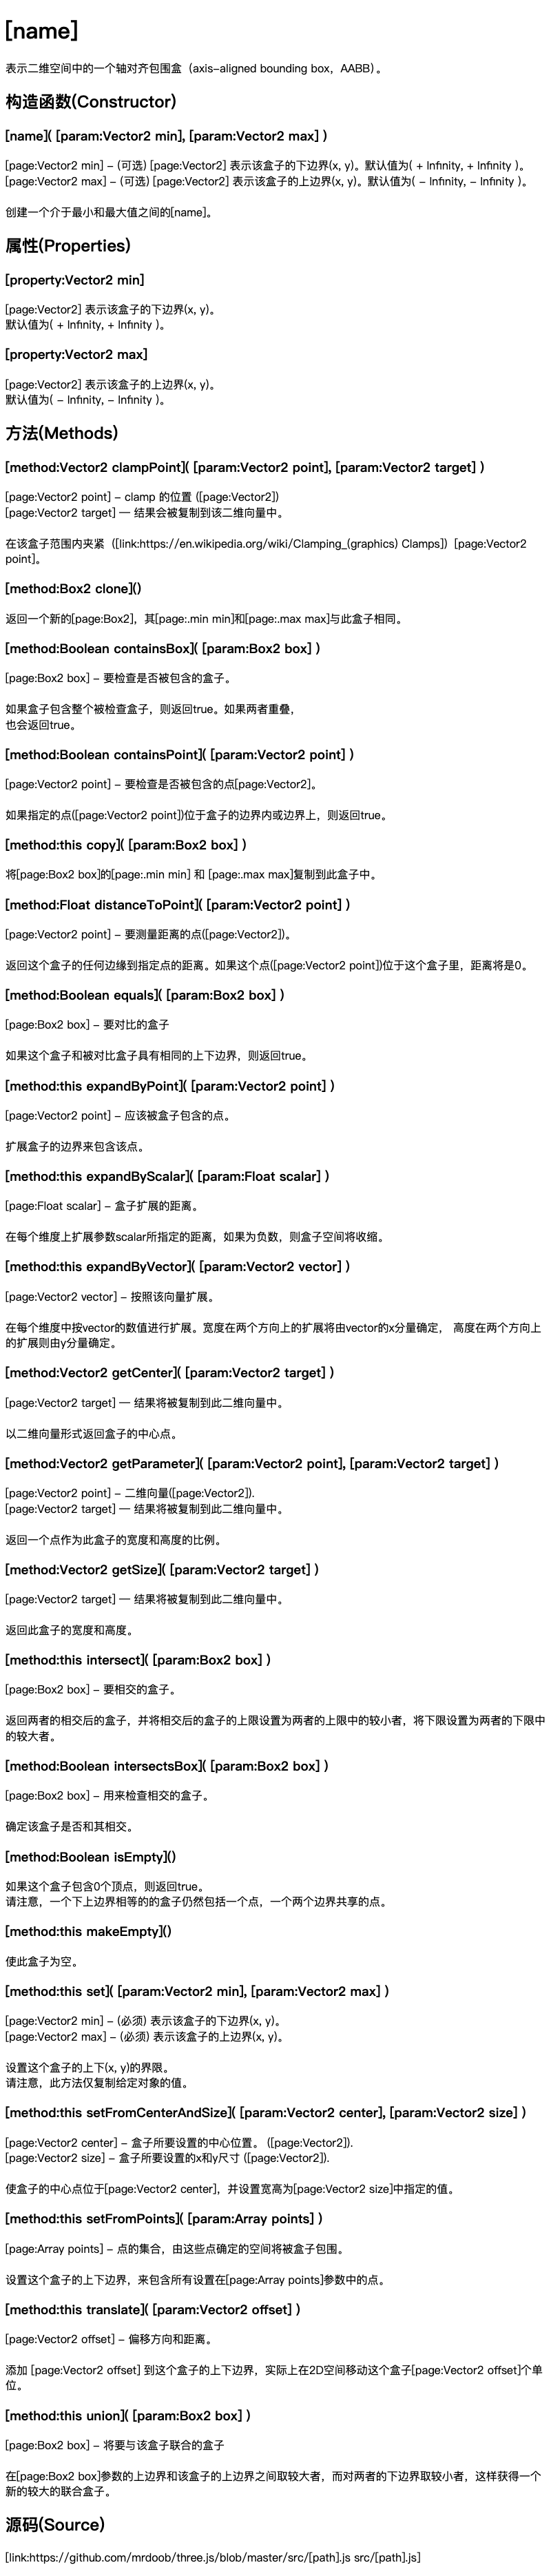 [name]
表示二维空间中的一个轴对齐包围盒（axis-aligned bounding box，AABB）。
构造函数(Constructor)
[name]( [param:Vector2 min], [param:Vector2 max] )
[page:Vector2 min] - (可选) [page:Vector2] 表示该盒子的下边界(x, y)。默认值为( + Infinity, + Infinity )。
[page:Vector2 max] - (可选) [page:Vector2] 表示该盒子的上边界(x, y)。默认值为( - Infinity, - Infinity )。
创建一个介于最小和最大值之间的[name]。
属性(Properties)
[property:Vector2 min]
[page:Vector2] 表示该盒子的下边界(x, y)。
默认值为( + Infinity, + Infinity )。
[property:Vector2 max]
[page:Vector2] 表示该盒子的上边界(x, y)。
默认值为( - Infinity, - Infinity )。
方法(Methods)
[method:Vector2 clampPoint]( [param:Vector2 point], [param:Vector2 target] )
[page:Vector2 point] - clamp 的位置 ([page:Vector2])
[page:Vector2 target] — 结果会被复制到该二维向量中。
在该盒子范围内夹紧（[link:https://en.wikipedia.org/wiki/Clamping_(graphics) Clamps]）[page:Vector2
point]。
[method:Box2 clone]()
返回一个新的[page:Box2]，其[page:.min min]和[page:.max max]与此盒子相同。
[method:Boolean containsBox]( [param:Box2 box] )
[page:Box2 box] - 要检查是否被包含的盒子。
如果盒子包含整个被检查盒子，则返回true。如果两者重叠，
也会返回true。
[method:Boolean containsPoint]( [param:Vector2 point] )
[page:Vector2 point] - 要检查是否被包含的点[page:Vector2]。
如果指定的点([page:Vector2 point])位于盒子的边界内或边界上，则返回true。
[method:this copy]( [param:Box2 box] )
将[page:Box2 box]的[page:.min min] 和 [page:.max max]复制到此盒子中。
[method:Float distanceToPoint]( [param:Vector2 point] )
[page:Vector2 point] - 要测量距离的点([page:Vector2])。
返回这个盒子的任何边缘到指定点的距离。如果这个点([page:Vector2 point])位于这个盒子里，距离将是0。
[method:Boolean equals]( [param:Box2 box] )
[page:Box2 box] - 要对比的盒子
如果这个盒子和被对比盒子具有相同的上下边界，则返回true。
[method:this expandByPoint]( [param:Vector2 point] )
[page:Vector2 point] - 应该被盒子包含的点。
扩展盒子的边界来包含该点。
[method:this expandByScalar]( [param:Float scalar] )
[page:Float scalar] - 盒子扩展的距离。
在每个维度上扩展参数scalar所指定的距离，如果为负数，则盒子空间将收缩。
[method:this expandByVector]( [param:Vector2 vector] )
[page:Vector2 vector] - 按照该向量扩展。
在每个维度中按vector的数值进行扩展。宽度在两个方向上的扩展将由vector的x分量确定， 高度在两个方向上
的扩展则由y分量确定。
[method:Vector2 getCenter]( [param:Vector2 target] )
[page:Vector2 target] — 结果将被复制到此二维向量中。
以二维向量形式返回盒子的中心点。
[method:Vector2 getParameter]( [param:Vector2 point], [param:Vector2 target] )
[page:Vector2 point] - 二维向量([page:Vector2]).
[page:Vector2 target] — 结果将被复制到此二维向量中。
返回一个点作为此盒子的宽度和高度的比例。
[method:Vector2 getSize]( [param:Vector2 target] )
[page:Vector2 target] — 结果将被复制到此二维向量中。
返回此盒子的宽度和高度。
[method:this intersect]( [param:Box2 box] )
[page:Box2 box] - 要相交的盒子。
返回两者的相交后的盒子，并将相交后的盒子的上限设置为两者的上限中的较小者，将下限设置为两者的下限中
的较大者。
[method:Boolean intersectsBox]( [param:Box2 box] )
[page:Box2 box] - 用来检查相交的盒子。
确定该盒子是否和其相交。
[method:Boolean isEmpty]()
如果这个盒子包含0个顶点，则返回true。
请注意，一个下上边界相等的的盒子仍然包括一个点，一个两个边界共享的点。
[method:this makeEmpty]()
使此盒子为空。
[method:this set]( [param:Vector2 min], [param:Vector2 max] )
[page:Vector2 min] - (必须) 表示该盒子的下边界(x, y)。
[page:Vector2 max] - (必须) 表示该盒子的上边界(x, y)。
设置这个盒子的上下(x, y)的界限。
请注意，此方法仅复制给定对象的值。
[method:this setFromCenterAndSize]( [param:Vector2 center], [param:Vector2 size] )
[page:Vector2 center] - 盒子所要设置的中心位置。 ([page:Vector2]).
[page:Vector2 size] - 盒子所要设置的x和y尺寸 ([page:Vector2]).
使盒子的中心点位于[page:Vector2 center]，并设置宽高为[page:Vector2 size]中指定的值。
[method:this setFromPoints]( [param:Array points] )
[page:Array points] - 点的集合，由这些点确定的空间将被盒子包围。
设置这个盒子的上下边界，来包含所有设置在[page:Array points]参数中的点。
[method:this translate]( [param:Vector2 offset] )
[page:Vector2 offset] - 偏移方向和距离。
添加 [page:Vector2 offset] 到这个盒子的上下边界，实际上在2D空间移动这个盒子[page:Vector2 offset]个单
位。
[method:this union]( [param:Box2 box] )
[page:Box2 box] - 将要与该盒子联合的盒子
在[page:Box2 box]参数的上边界和该盒子的上边界之间取较大者，而对两者的下边界取较小者，这样获得一个
新的较大的联合盒子。
源码(Source)
[link:https://github.com/mrdoob/three.js/blob/master/src/[path].js src/[path].js]